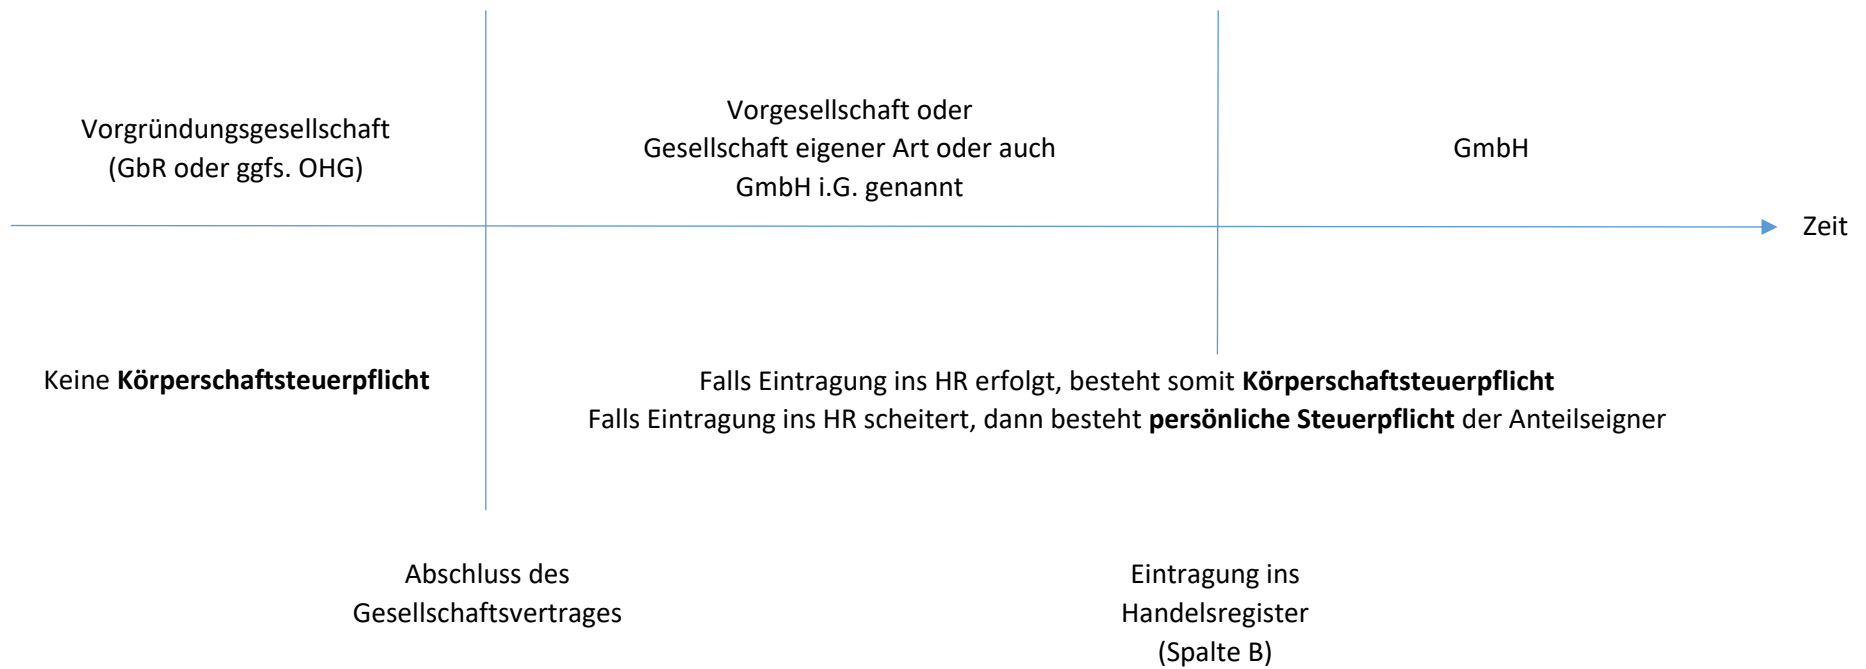 Vorgründungsgesellschaft
(GbR oder ggfs. OHG)
Vorgesellschaft oder
Gesellschaft eigener Art oder auch
GmbH i.G. genannt
GmbH
Zeit
Keine Körperschaftsteuerpflicht
Falls Eintragung ins HR erfolgt, besteht somit Körperschaftsteuerpflicht
Falls Eintragung ins HR scheitert, dann besteht persönliche Steuerpflicht der Anteilseigner
Abschluss des
Gesellschaftsvertrages
Eintragung ins
Handelsregister
(Spalte B)